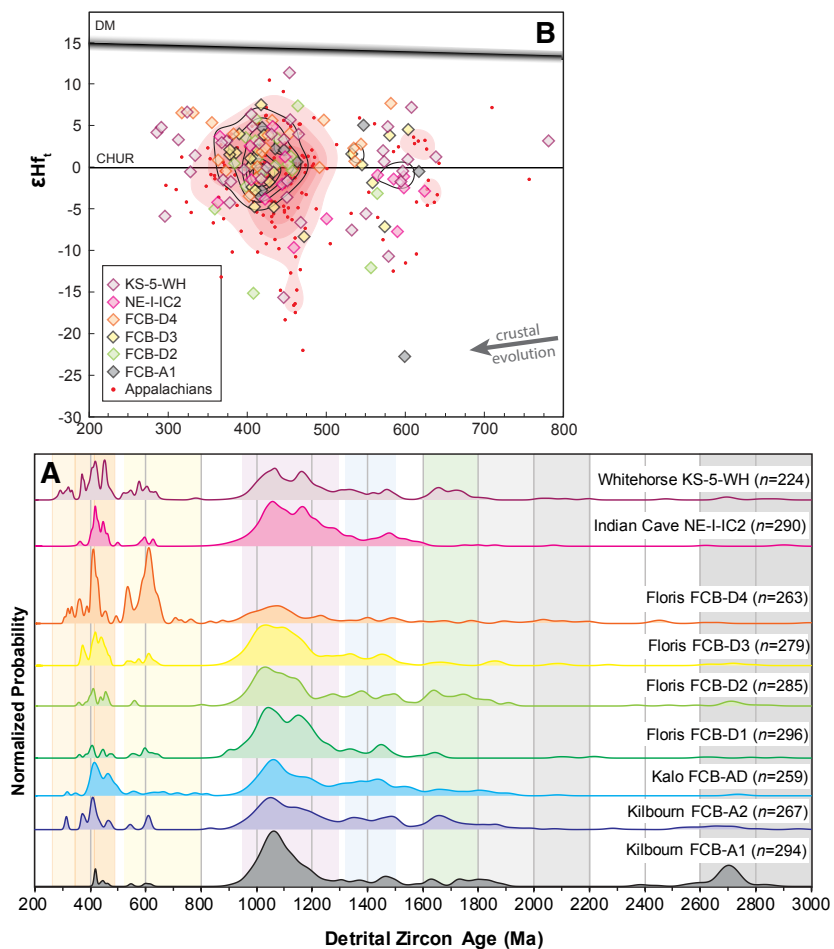 DM
B
15
10
5
0
-5
-10
-15
-20
-25
-30
εHf t
CHUR
KS-5-WH
NE-I-IC2
FCB-D4
FCB-D3
FCB-D2
FCB-A1
Appalachians
crustal
evolution
200 300 400 500 600 700 800
A
Whitehorse KS-5-WH (n=224)
Indian Cave NE-I-IC2 (n=290)
Floris FCB-D4 (n=263)
Floris FCB-D3 (n=279)
Floris FCB-D2 (n=285)
Floris FCB-D1 (n=296)
Kalo FCB-AD (n=259)
Kilbourn FCB-A2 (n=267)
Kilbourn FCB-A1 (n=294)
Normalized Probability
200 400 600 800 1000 1200 1400 1600 1800 2000 2200 2400 2600 2800 3000
Detrital Zircon Age (Ma)